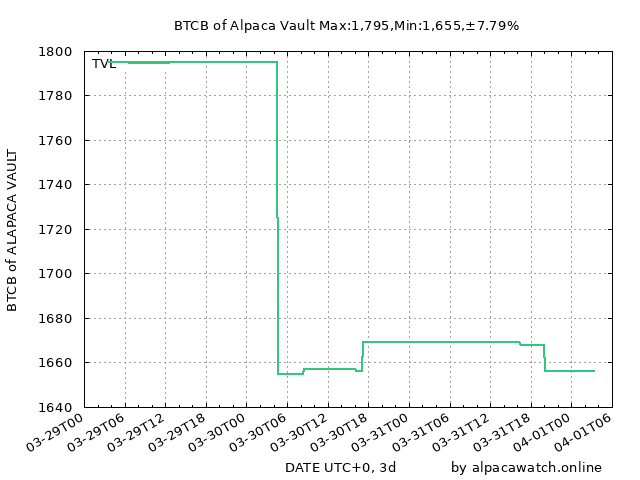 BTCB of Alpaca Vault Max:1,795,Min:1,655,±7.79%
1800
TVL
1780
1760
1740
1720
1700
1680
1660
1640
BTCB of ALAPACA VAULT
03-29T00
03-29T06
03-29T12
03-29T18
03-30T00
03-30T06
03-30T12
03-30T18
03-31T00
03-31T06
03-31T12
03-31T18
04-01T00
04-01T06
DATE UTC+0, 3d
by alpacawatch.online